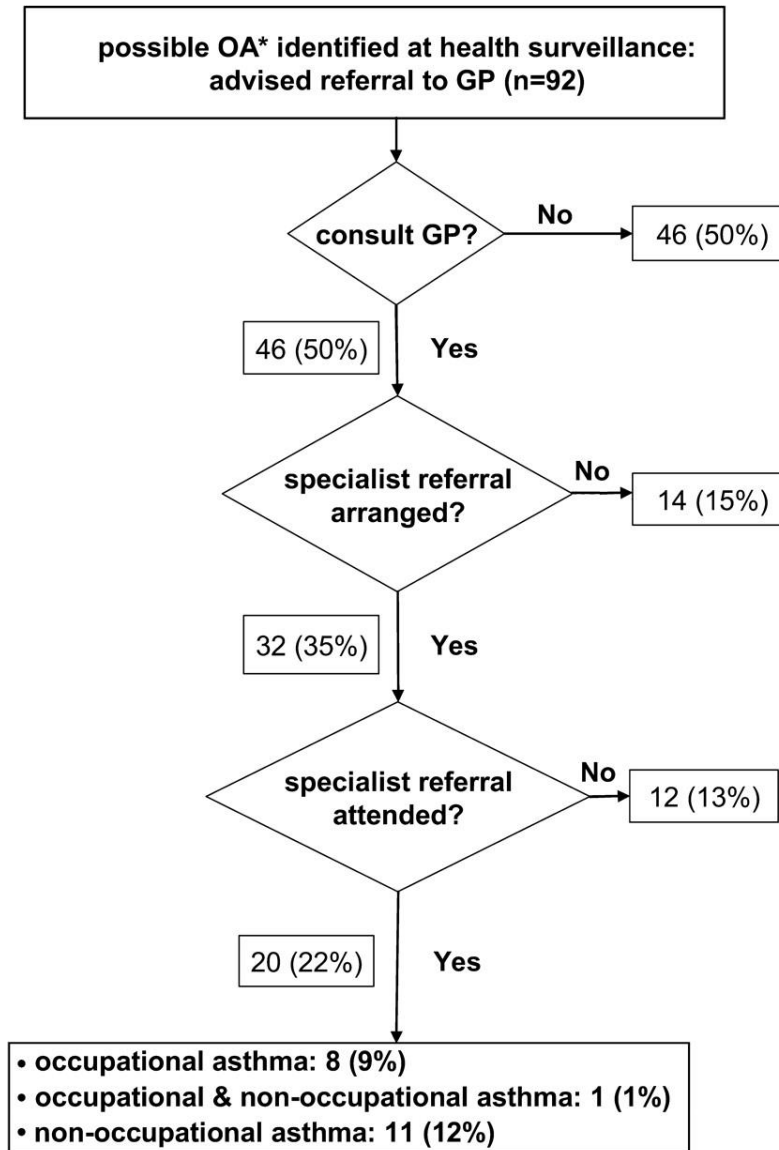 possible OA* identified at health surveillance:
advised referral to GP (n=92)
consult GP?
No
46 (50%)
46 (50%)
Yes
specialist referral
arranged?
No
14 (15%)
32 (35%)
Yes
specialist referral
attended?
No
12 (13%)
20 (22%)
Yes
• occupational asthma: 8 (9%)
• occupational & non-occupational asthma: 1 (1%)
• non-occupational asthma: 11 (12%)